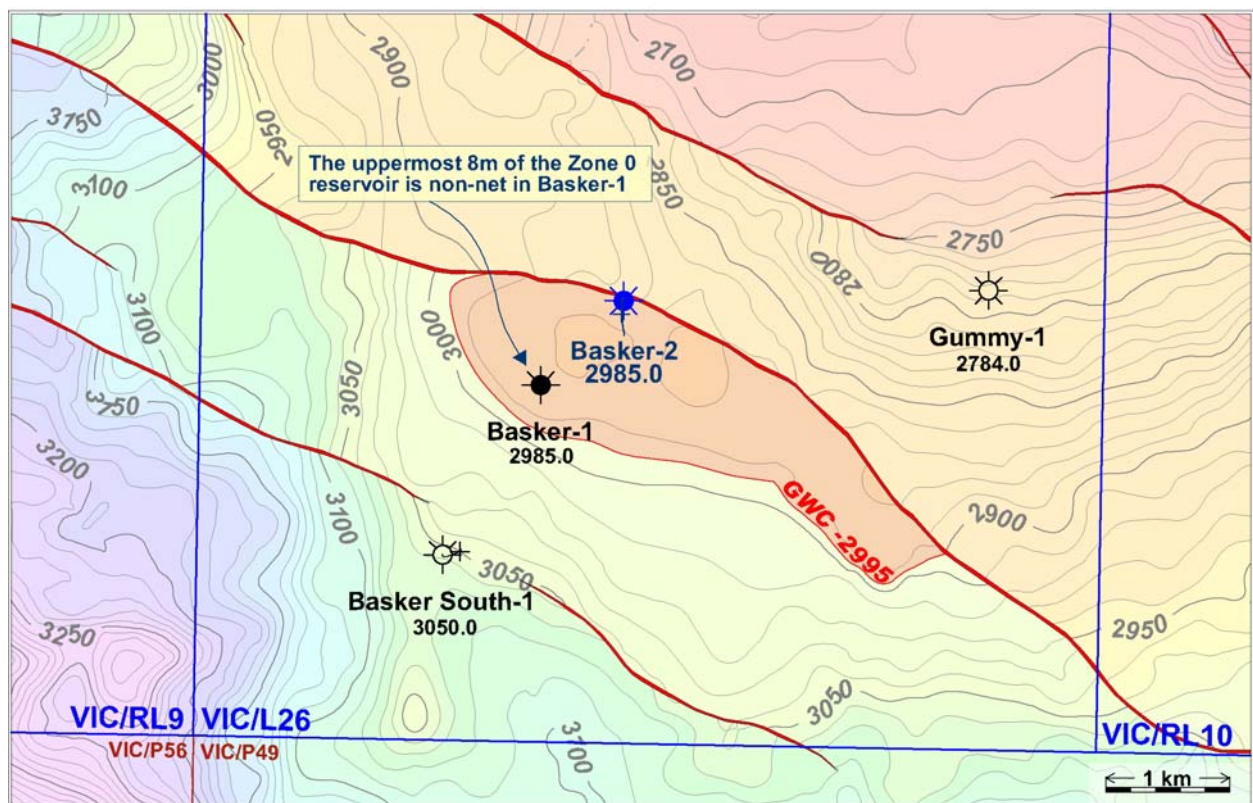 2900
2700
3000
3750
2950
The uppermost 8m of the Zone 0
reservoir is non-net in Basker-1
2850
3100
2750
2800
3100
3000
Gummy-1
2784.0
Basker-2
2985.0
3050
3750
Basker-1
2985.0
3200
3100
GWC -2995
2900
3050
Basker South-1
3050.0
3250
2950
3050
VIC/RL9 VIC/L26
VIC/RL10
VIC/P56 VIC/P49
3100
1 km